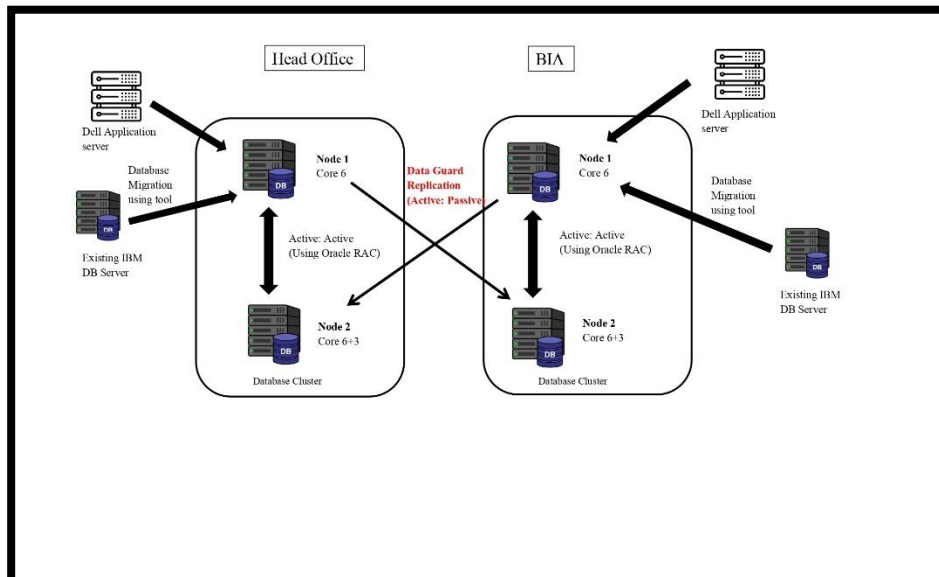 Head Office
BIA
Dell Application
server
Dell Application
server
Node 1
Core 6
DB
Data Guard
Replication
(Active: Passive)
Node 1
Core 6
DB
Database
Migration
using tool
Database
Migration
using tool
DB
Existing IBM
DB Server
Active: Active
(Using Oracle RAC)
Active: Active
(Using Oracle RAC)
DB
Existing IBM
DB Server
Node 2
Core 6+3
DB
Node 2
Core 6+3
DB
Database Cluster
Database Cluster